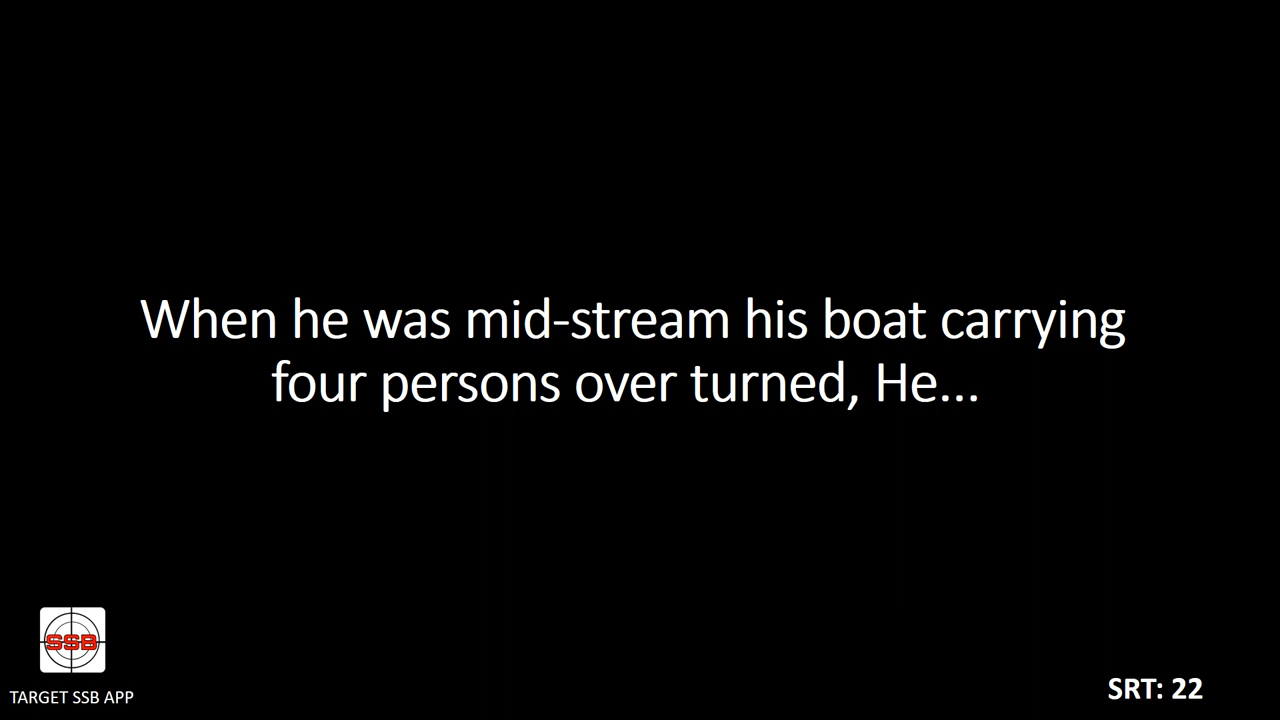 When he was mid-stream his boat carrying
four persons over turned, He...
SSB
TARGET SSB APP
SRT: 22